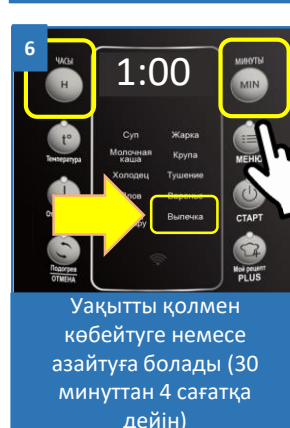 6
ЧАСЫ
H
1:00
МИНУТЫ
MIN
t°
Температура
Суп
Жарка
Молочная каша
Крупа
МЕНЮ
Холодец
Тушение
Варенье
СТАРТ
Выпечка
Подогрев
ОТМЕНА
Мой рецепт
PLUS
Уақытты қолмен
көбейтуге немесе
азайтуға болады (30
минуттан 4 сағатқа
дейін)